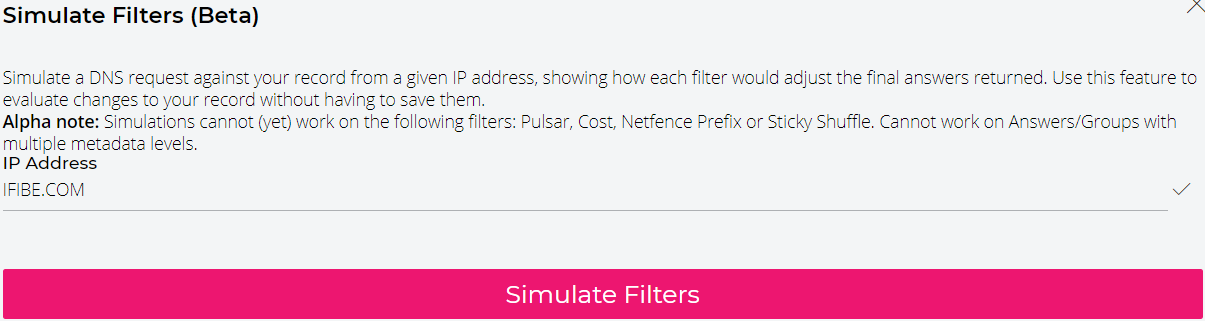 Simulate Filters (Beta)
Simulate a DNS request against your record from a given IP address, showing how each filter would adjust the final answers returned. Use this feature to
evaluate changes to your record without having to save them.
Alpha note: Simulations cannot (yet) work on the following filters: Pulsar, Cost, Netfence Prefix or Sticky Shuffle. Cannot work on Answers/Groups with
multiple metadata levels.
IP Address
IFIBE.COM
Simulate Filters